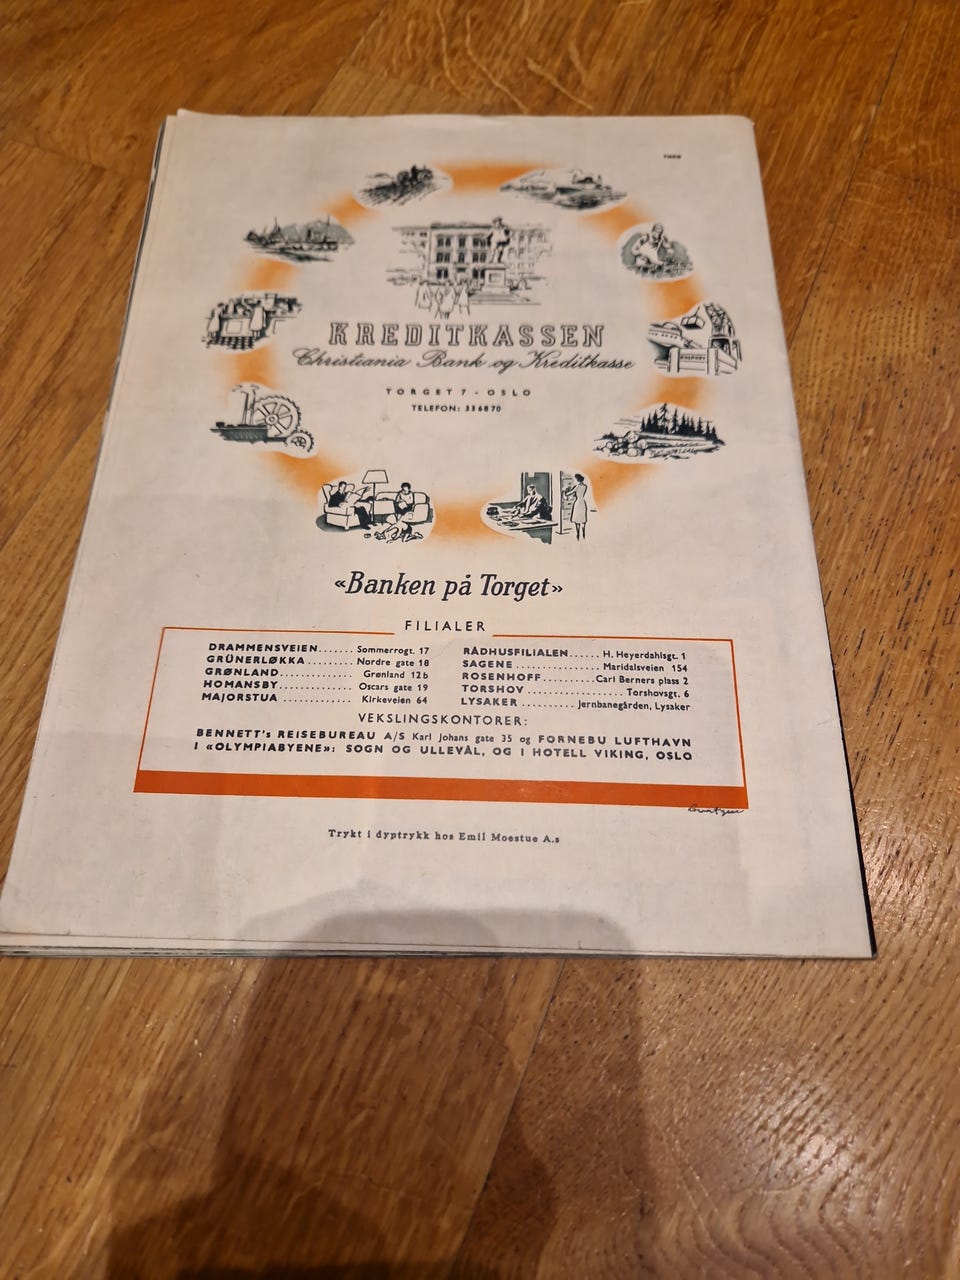 KREDITKASSEN
Christiania Bank og Kreditkasse
TORGET 7 - OSLO
TELEFON: 336870
«Banken på Torget»
FILIALER
DRAMMENSVEIEN....... Sommerrogt. 17
GRÜNERLØKKA ......... Nordre gate 18
GRØNLAND.............. Grønland 12b
HOMANSBY.............. Oscars gate 19
MAJORSTUA ............. Kirkeveien 64
RÅDHUSFILIALEN...... H. Heyerdahlsgt. 1
SAGENE ................. Maridalsveien 154
ROSENHOFF.......... Carl Berners plass 2
TORSHOV .................. Torshovsgt. 6
LYSAKER ........... Jernbanegården, Lysaker
VEKSLINGSKONTORER:
BENNETT's REISEBUREAU A/S Karl Johans gate 35 og FORNEBU LUFTHAVN
I «OLYMPIABYENE»: SOGN OG ULLEVÅL, OG I HOTELL VIKING, OSLO
Trykt i dyptrykk hos Emil Moestue A.s